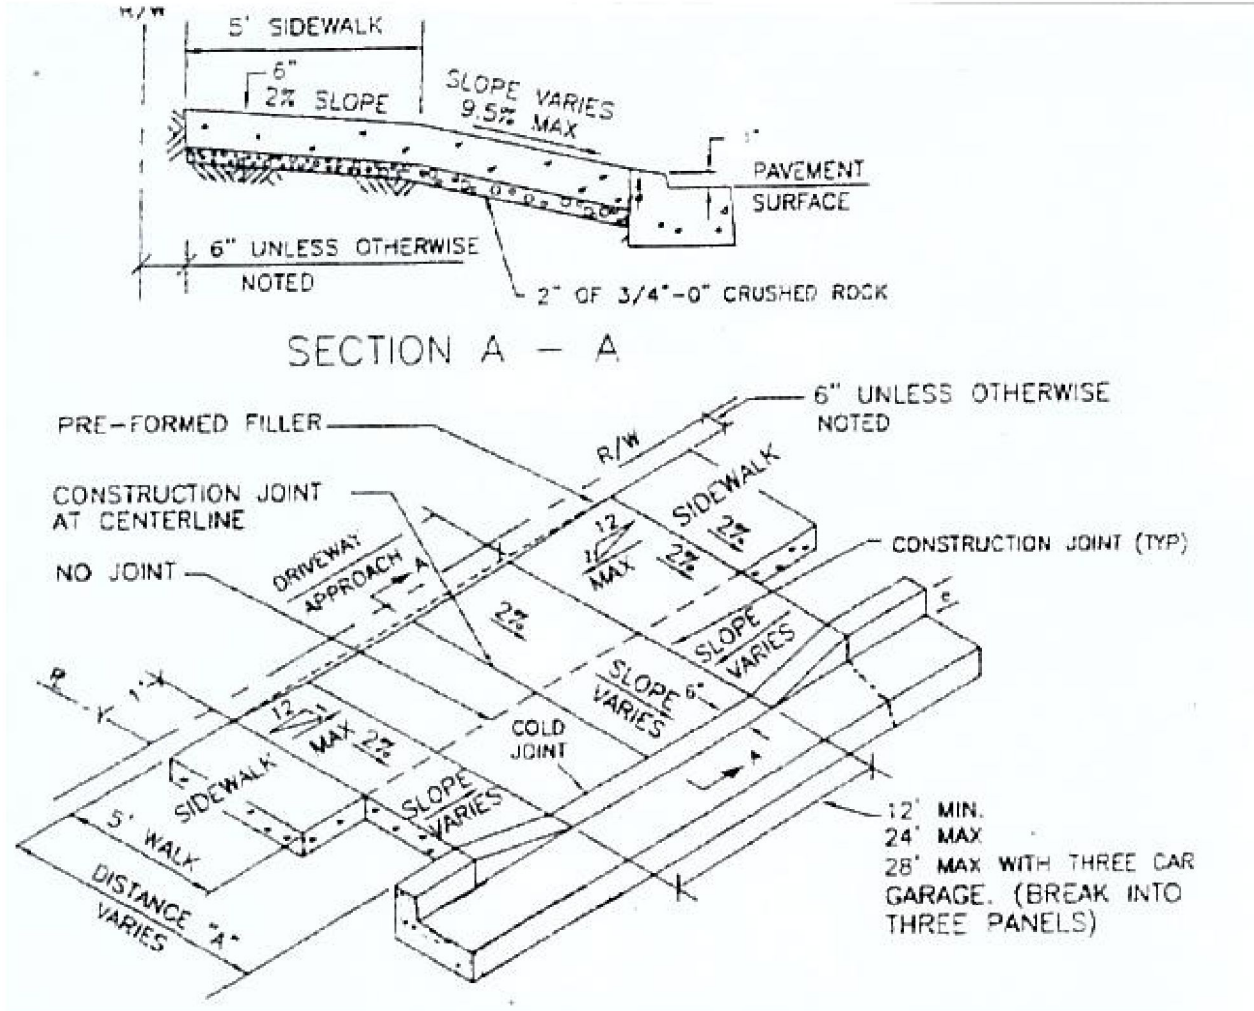 R/W
5' SIDEWALK
6"
2% SLOPE
SLOPE VARIES
9.5% MAX
1"
PAVEMENT
SURFACE
6" UNLESS OTHERWISE
NOTED
2" OF 3/4"-0" CRUSHED ROCK
SECTION A - A
6" UNLESS OTHERWISE
NOTED
PRE-FORMED FILLER
R/W
CONSTRUCTION JOINT
AT CENTERLINE
SIDEWALK
2%
12
1
MAX
2%
CONSTRUCTION JOINT (TYP)
NO JOINT
DRIVEWAY
APPROACH
A
2%
SLOPE
VARIES
SLOPE
VARIES
6"
1'
12
1
MAX
2%
COLD
JOINT
A
SIDEWALK
SLOPE
VARIES
5' WALK
DISTANCE "A"
VARIES
12' MIN.
24' MAX
28' MAX WITH THREE CAR
GARAGE. (BREAK INTO
THREE PANELS)